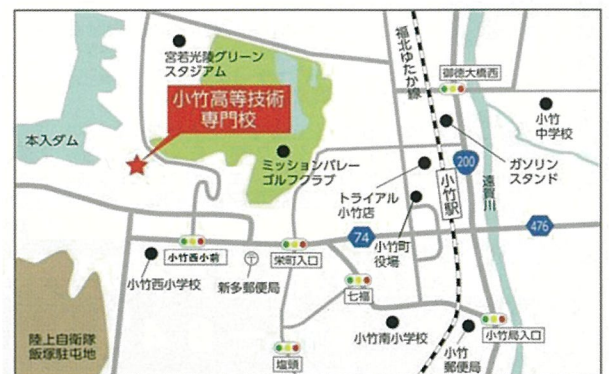 宮若光陵グリーン
スタジアム
福北ゆたか線
御徳大橋西
小竹高等技術
専門校
小竹
中学校
本入ダム
ミッションバレー
ゴルフクラブ
トライアル
小竹店
小竹駅
200
ガソリン
スタンド
遠賀川
74
476
小竹町
役場
小竹西小前
栄町入口
小竹西小学校
新多郵便局
七福
陸上自衛隊
飯塚駐屯地
塩頭
小竹南小学校
小竹
郵便局
小竹局入口